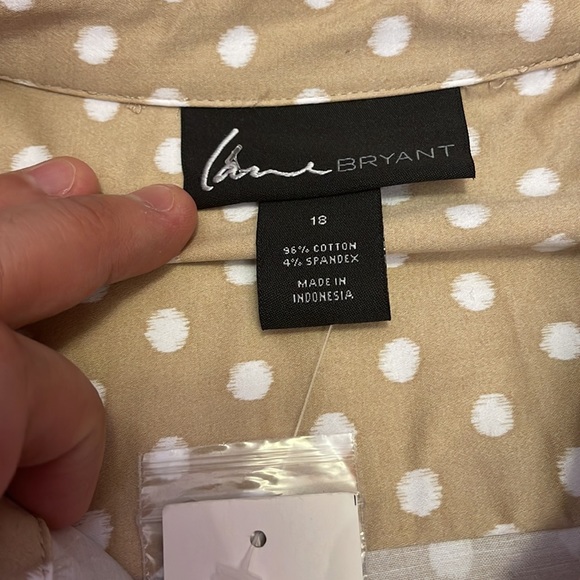 Lane BRYANT
18
96% COTTON
4% SPANDEX
MADE IN
INDONESIA